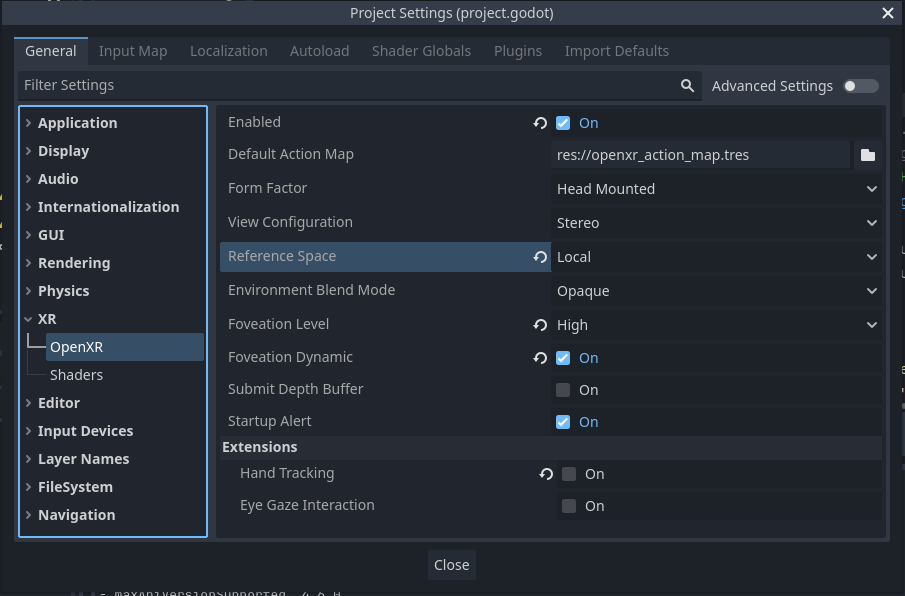 Project Settings (project.godot)
General Input Map Localization Autoload Shader Globals Plugins Import Defaults
Filter Settings Advanced Settings
Application
Display
Audio
Internationalization
GUI
Rendering
Physics
XR
OpenXR
Shaders
Editor
Input Devices
Layer Names
FileSystem
Navigation
Enabled On
Default Action Map res://openxr_action_map.tres
Form Factor Head Mounted
View Configuration Stereo
Reference Space Local
Environment Blend Mode Opaque
Foveation Level High
Foveation Dynamic On
Submit Depth Buffer On
Startup Alert On
Extensions
Hand Tracking On
Eye Gaze Interaction On
Close